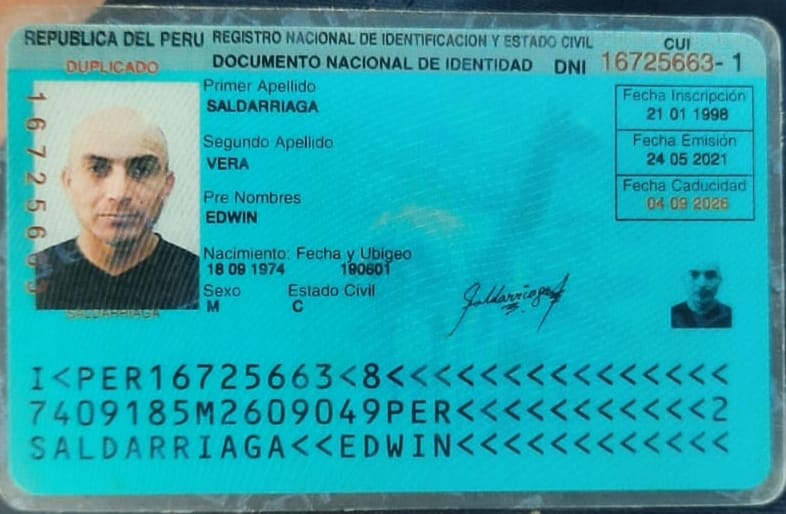 REPUBLICA DEL PERU REGISTRO NACIONAL DE IDENTIFICACION Y ESTADO CIVIL
DUPLICADO
DOCUMENTO NACIONAL DE IDENTIDAD DNI
CUI
16725663-1
Primer Apellido
SALDARRIAGA
Segundo Apellido
VERA
Pre Nombres
EDWIN
Nacimiento: Fecha y Ubigeo
18 09 1974 190601
Sexo Estado Civil
M C
Fecha Inscripción
21 01 1998
Fecha Emisión
24 05 2021
Fecha Caducidad
04 09 2026
16725663
SALDARRIAGA
Saldarriaga
I<PER16725663<8<<<<<<<<<<<<<<<
7409185M2609049PER<<<<<<<<<<<2
SALDARRIAGA<<EDWIN<<<<<<<<<<<<